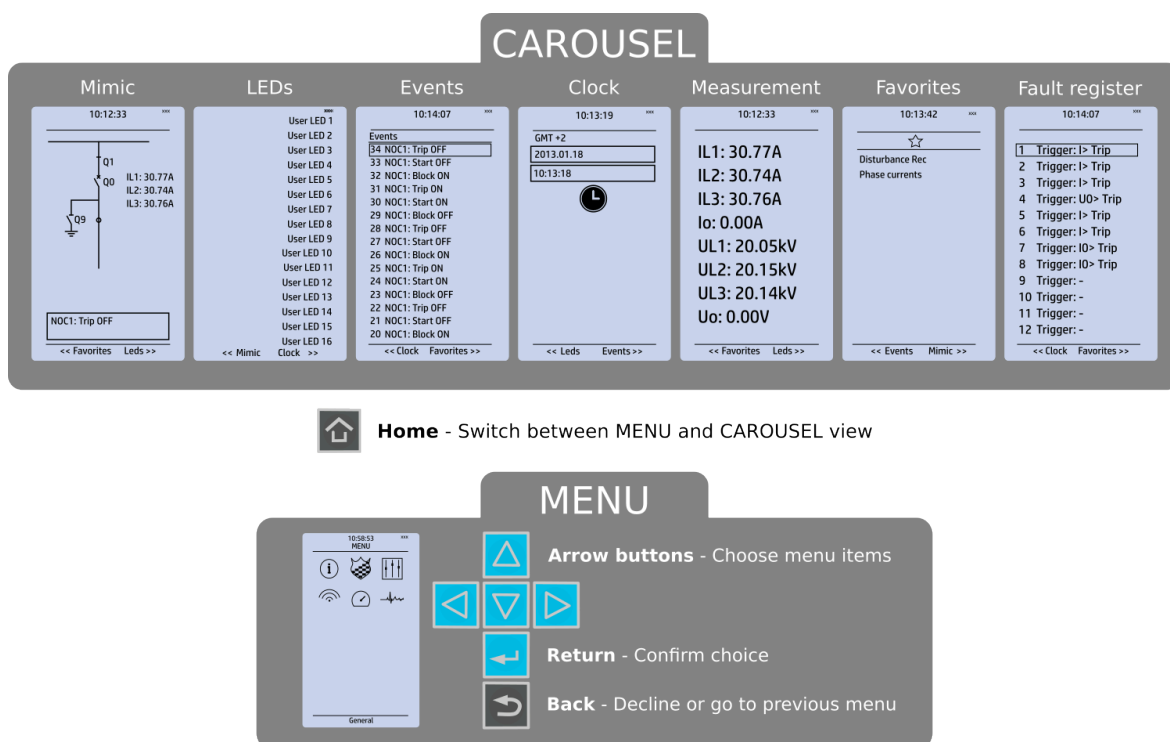 CAROUSEL
Mimic
10:12:33 xxx
Q1
Q0
IL1: 30.77A
IL2: 30.74A
IL3: 30.76A
Q9
NOC1: Trip OFF
<< Favorites Leds >>
LEDs
User LED 1
User LED 2
User LED 3
User LED 4
User LED 5
User LED 6
User LED 7
User LED 8
User LED 9
User LED 10
User LED 11
User LED 12
User LED 13
User LED 14
User LED 15
User LED 16
<< Mimic Clock >>
Events
10:14:07 xxx
Events
34 NOC1: Trip OFF
33 NOC1: Start OFF
32 NOC1: Block ON
31 NOC1: Trip ON
30 NOC1: Start ON
29 NOC1: Block OFF
28 NOC1: Trip OFF
27 NOC1: Start OFF
26 NOC1: Block ON
25 NOC1: Trip ON
24 NOC1: Start ON
23 NOC1: Block OFF
22 NOC1: Trip OFF
21 NOC1: Start OFF
20 NOC1: Block ON
<< Clock Favorites >>
Clock
10:13:19 xxx
GMT +2
2013.01.18
10:13:18
<< Leds Events >>
Measurement
10:12:33 xxx
IL1: 30.77A
IL2: 30.74A
IL3: 30.76A
Io: 0.00A
UL1: 20.05kV
UL2: 20.15kV
UL3: 20.14kV
Uo: 0.00V
<< Favorites Leds >>
Favorites
10:13:42 xxx
Disturbance Rec
Phase currents
<< Events Mimic >>
Fault register
10:14:07 xxx
1 Trigger: I> Trip
2 Trigger: I> Trip
3 Trigger: I> Trip
4 Trigger: U0> Trip
5 Trigger: I> Trip
6 Trigger: I> Trip
7 Trigger: I0> Trip
8 Trigger: I0> Trip
9 Trigger: -
10 Trigger: -
11 Trigger: -
12 Trigger: -
<< Clock Favorites >>
Home - Switch between MENU and CAROUSEL view
MENU
10:58:53 xxx
MENU
General
Arrow buttons - Choose menu items
Return - Confirm choice
Back - Decline or go to previous menu